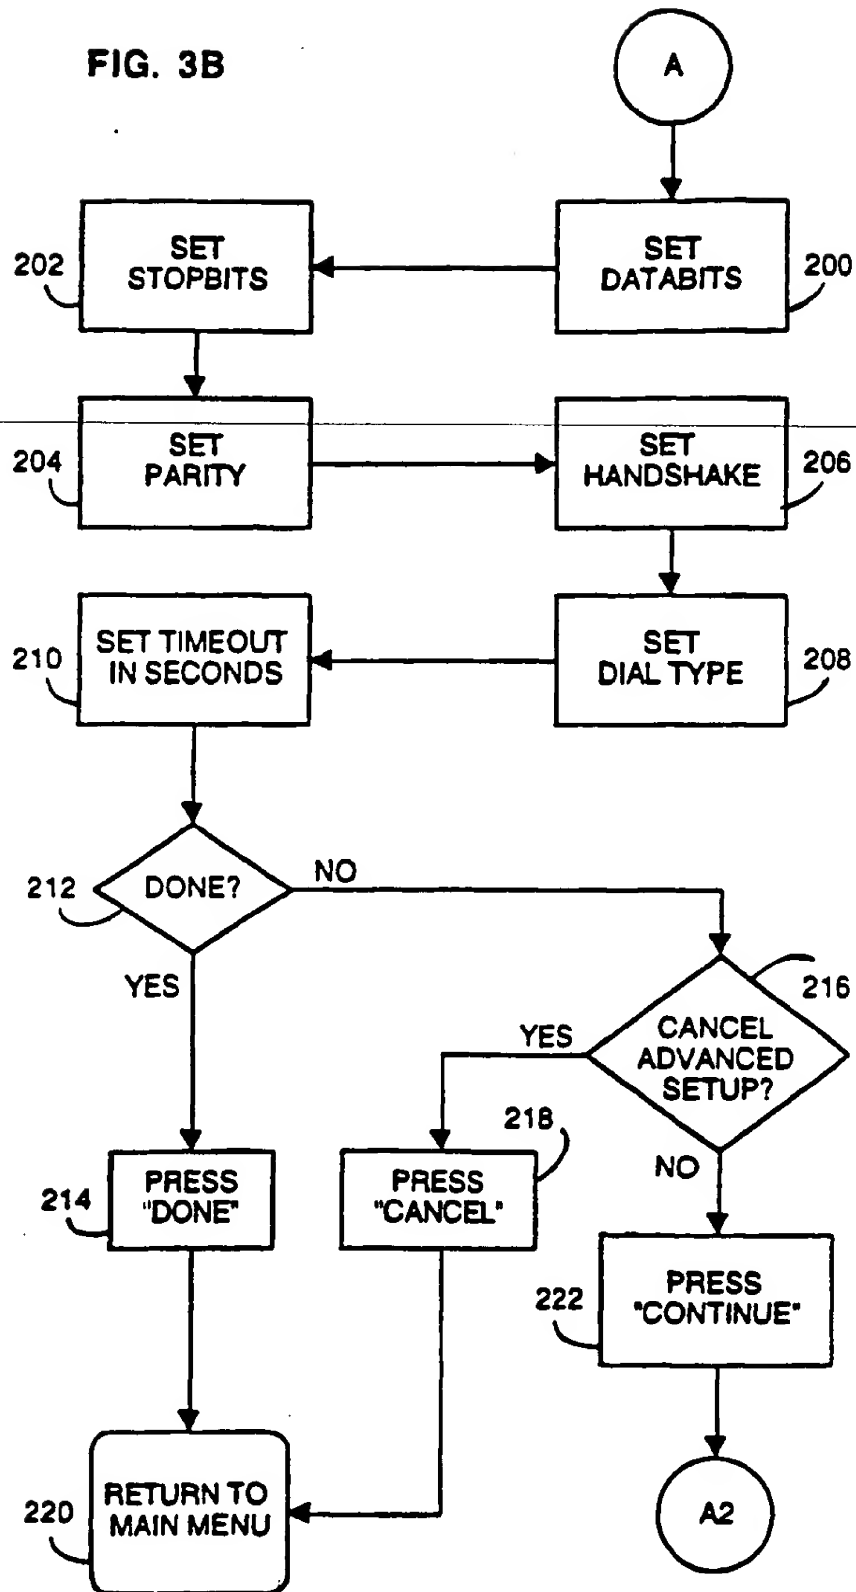 FIG. 3B
A
SET
DATABITS
200
SET
STOPBITS
202
SET
PARITY
204
SET
HANDSHAKE
206
SET
DIAL TYPE
208
SET TIMEOUT
IN SECONDS
210
DONE?
212
NO
YES
CANCEL
ADVANCED
SETUP?
216
YES
NO
PRESS
"DONE"
214
PRESS
"CANCEL"
218
PRESS
"CONTINUE"
222
RETURN TO
MAIN MENU
220
A2